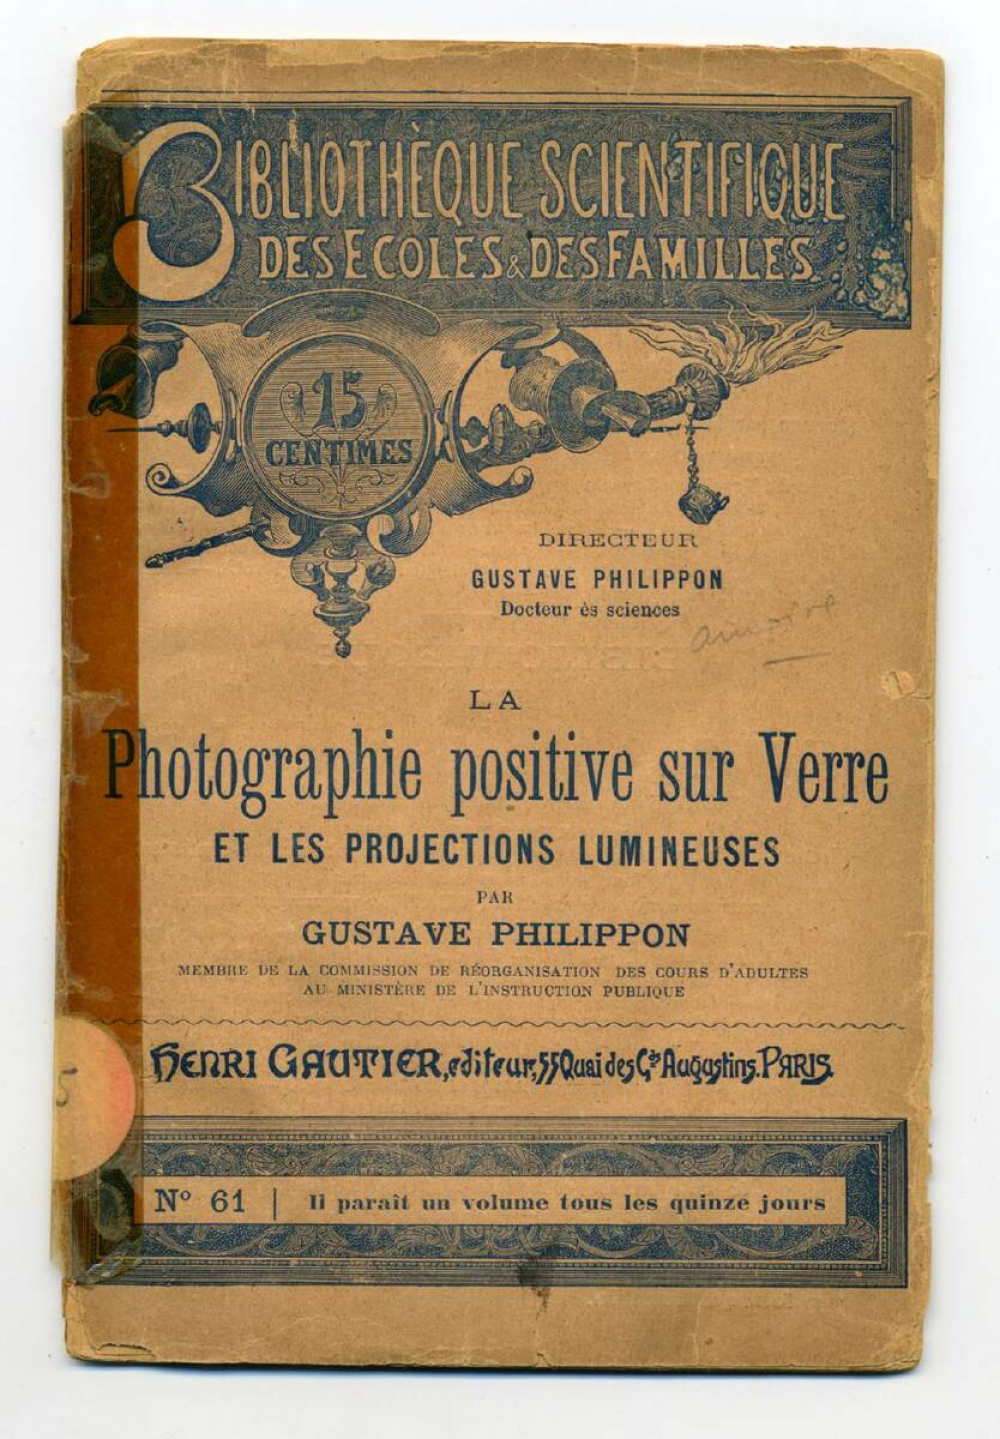 BIBLIOTHÈQUE SCIENTIFIQUE
DES ECOLES & DES FAMILLES
15
CENTIMES
DIRECTEUR
GUSTAVE PHILIPPON
Docteur ès sciences
LA
Photographie positive sur Verre
ET LES PROJECTIONS LUMINEUSES
PAR
GUSTAVE PHILIPPON
MEMBRE DE LA COMMISSION DE RÉORGANISATION DES COURS D'ADULTES
AU MINISTÈRE DE L'INSTRUCTION PUBLIQUE
HENRI GAUTIER, editeur, 55 Quai des Gds Augustins. PARIS
5
Nº 61 | Il paraît un volume tous les quinze jours